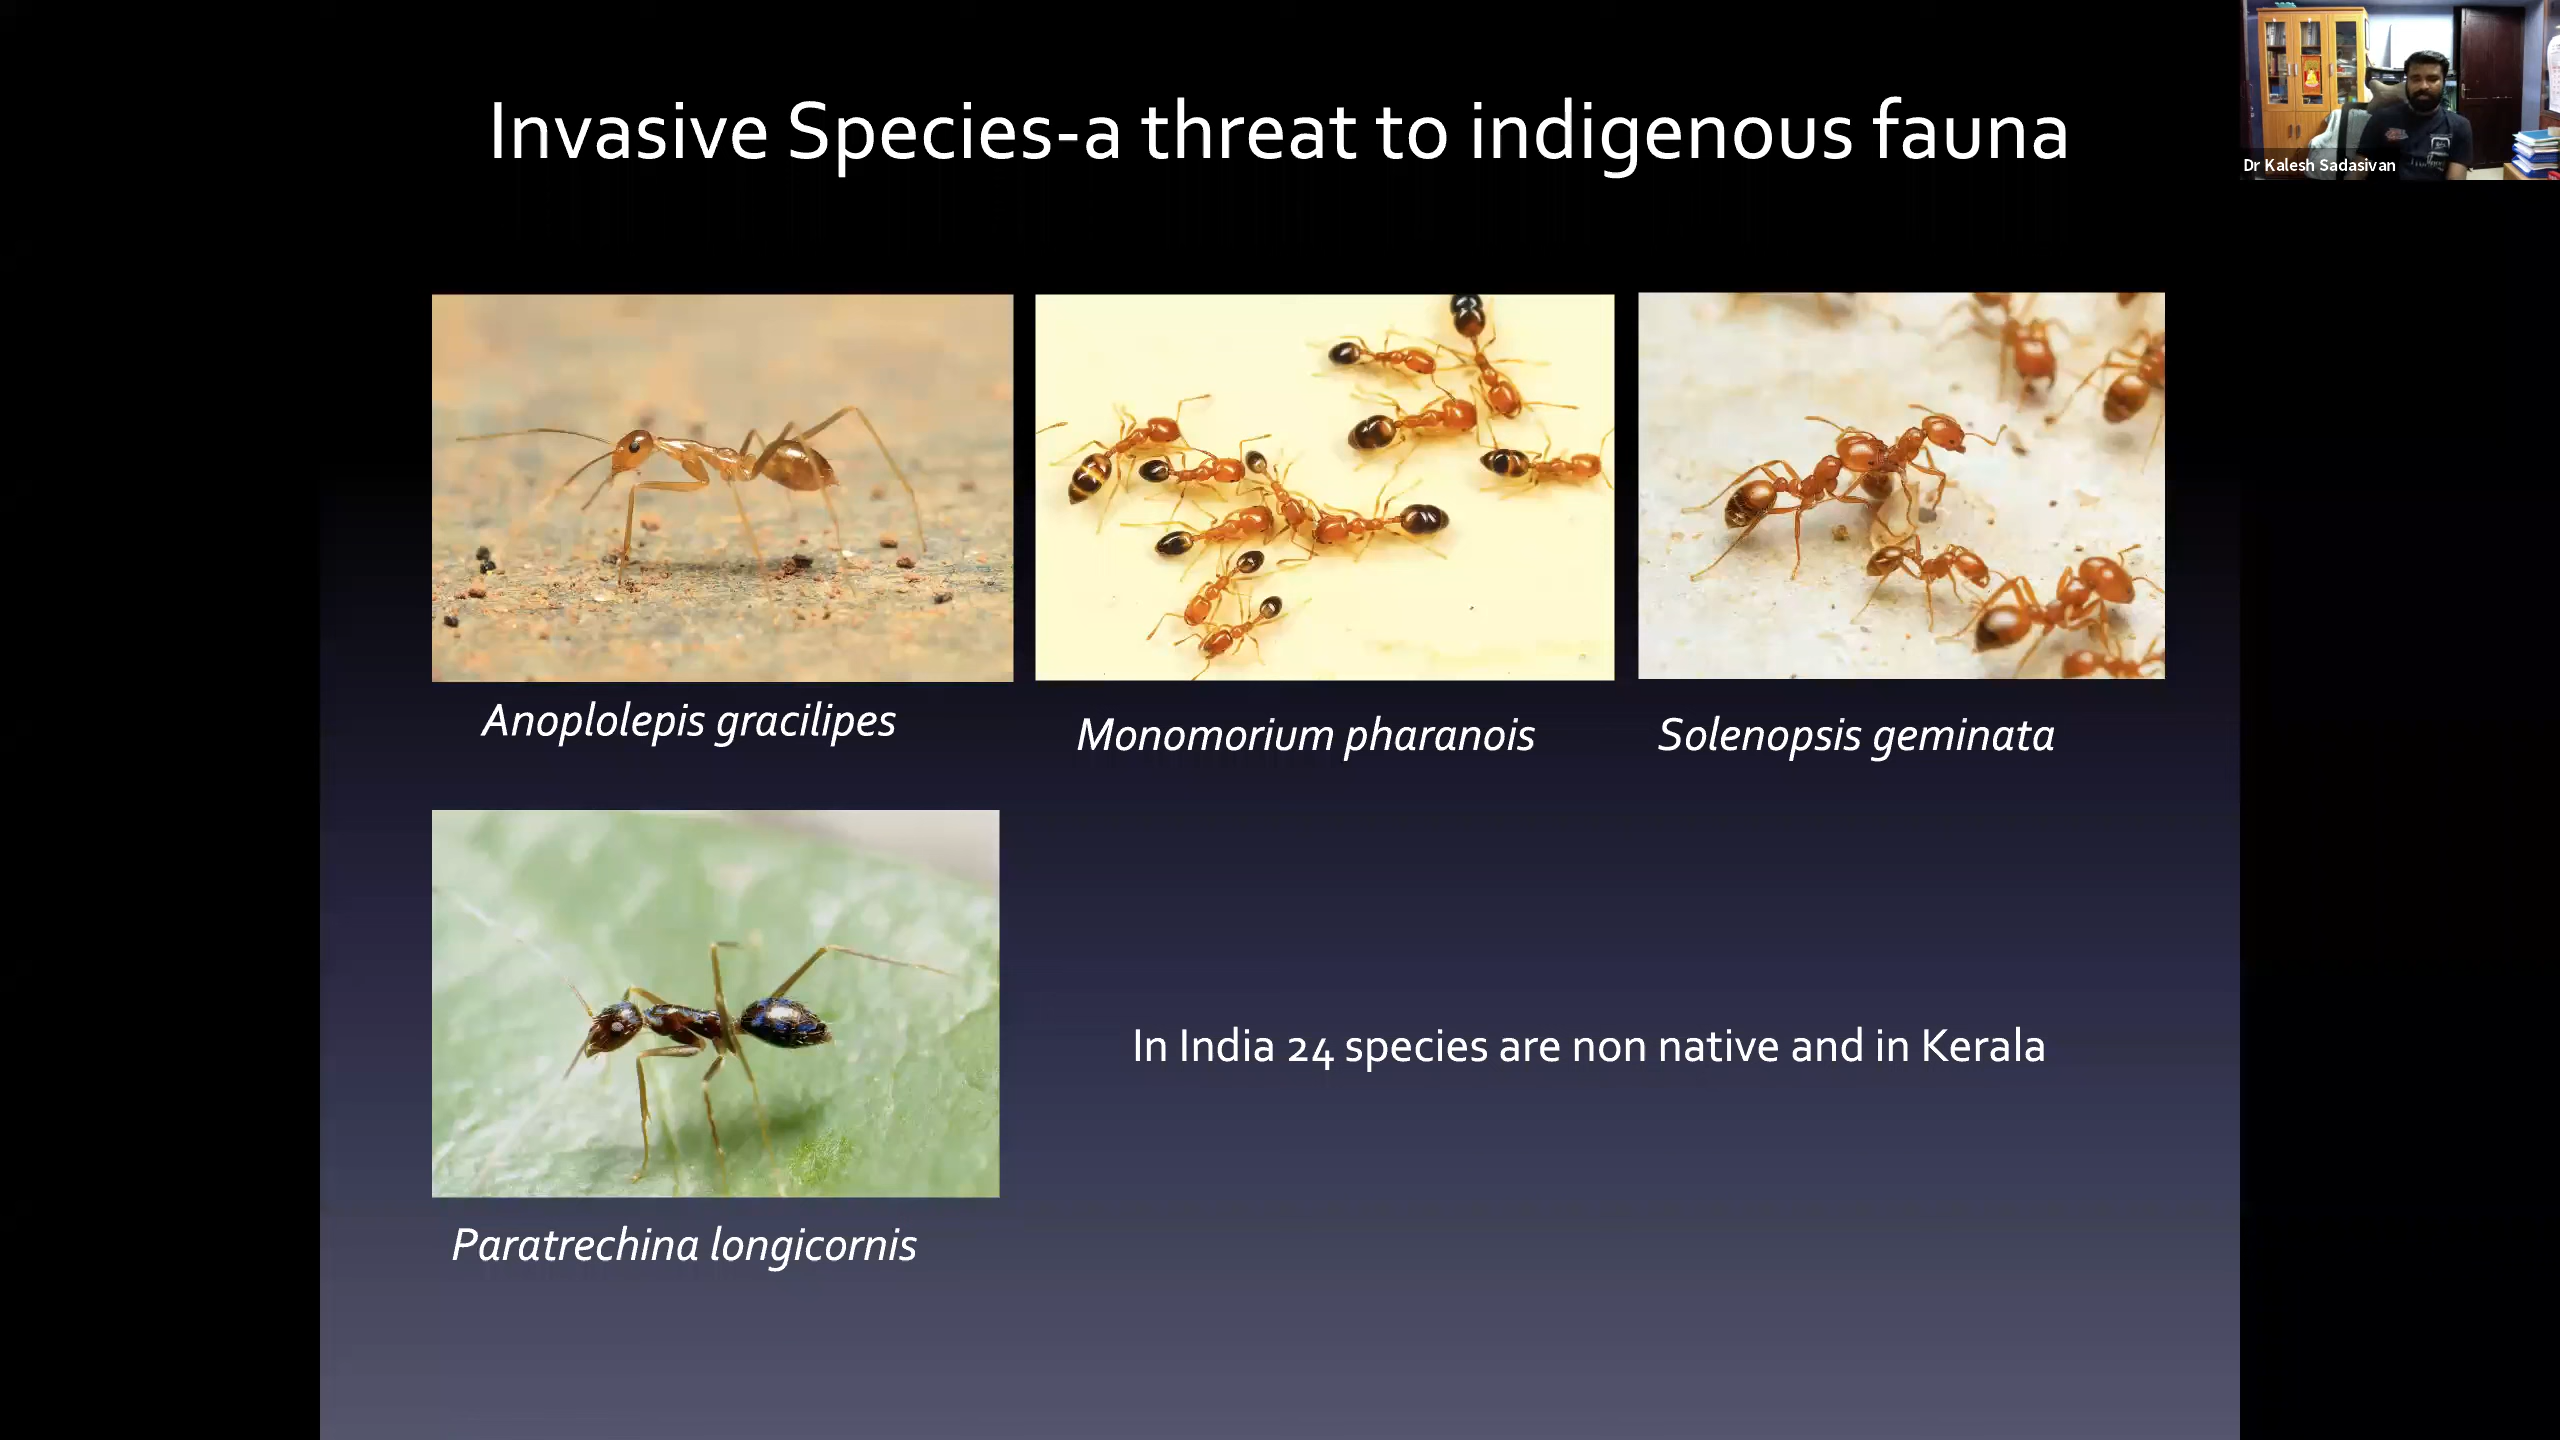 Invasive Species-a threat to indigenous fauna
Dr Kalesh Sadasivan
Anoplolepis gracilipes
Monomorium pharanois
Solenopsis geminata
Paratrechina longicornis
In India 24 species are non native and in Kerala